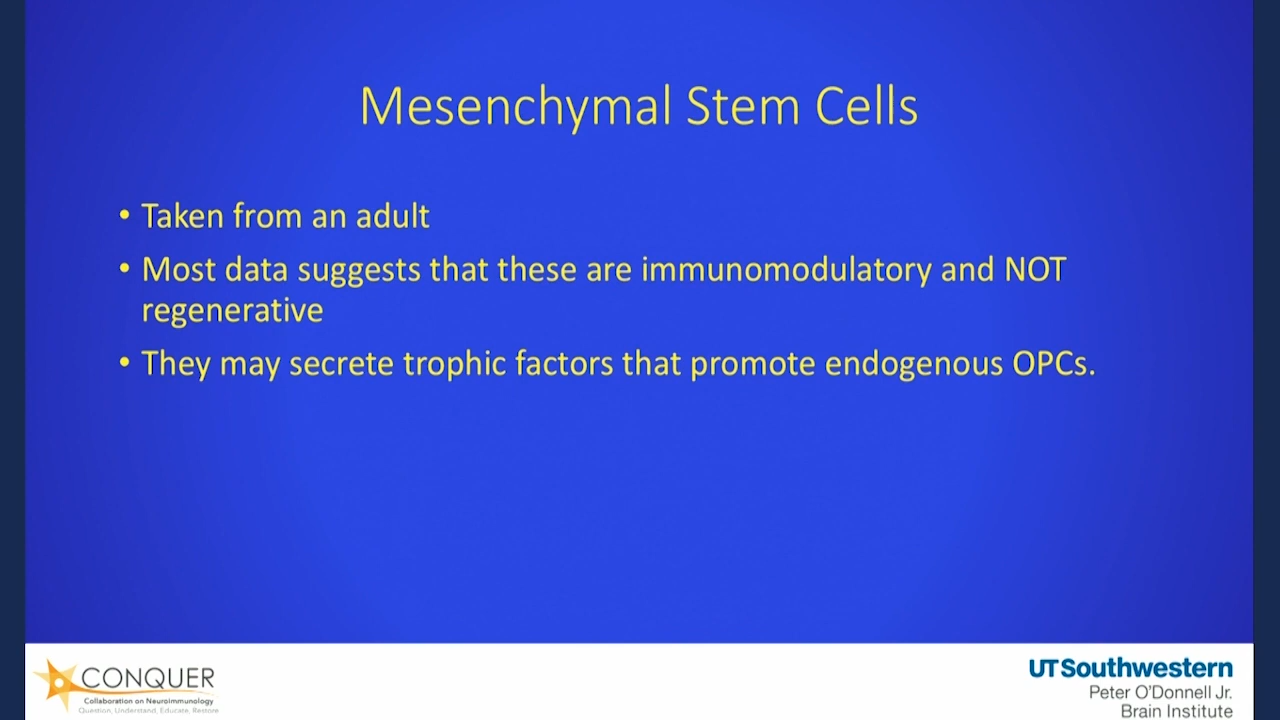 Mesenchymal Stem Cells
• Taken from an adult
• Most data suggests that these are immunomodulatory and NOT
regenerative
• They may secrete trophic factors that promote endogenous OPCs.
CONQUER
Collaboration on Neuroimmunology
Question, Understand, Educate, Restore
UTSouthwestern
Peter O'Donnell Jr.
Brain Institute